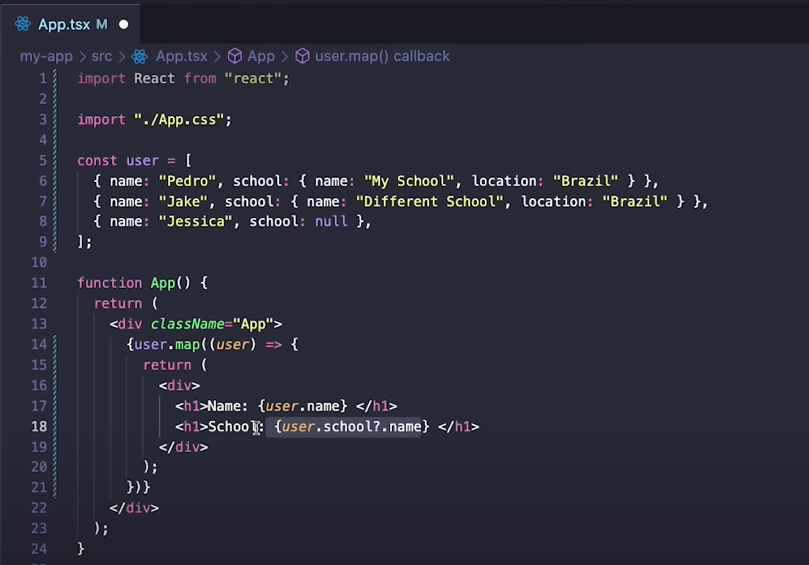 App.tsx M
my-app > src > App.tsx > App > user.map() callback
1 import React from "react";
2
3 import "./App.css";
4
5 const user = [
6 { name: "Pedro", school: { name: "My School", location: "Brazil" } },
7 { name: "Jake", school: { name: "Different School", location: "Brazil" } },
8 { name: "Jessica", school: null },
9 ];
10
11 function App() {
12 return (
13 <div className="App">
14 {user.map((user) => {
15 return (
16 <div>
17 <h1>Name: {user.name} </h1>
18 <h1>School: {user.school?.name} </h1>
19 </div>
20 );
21 })}
22 </div>
23 );
24 }